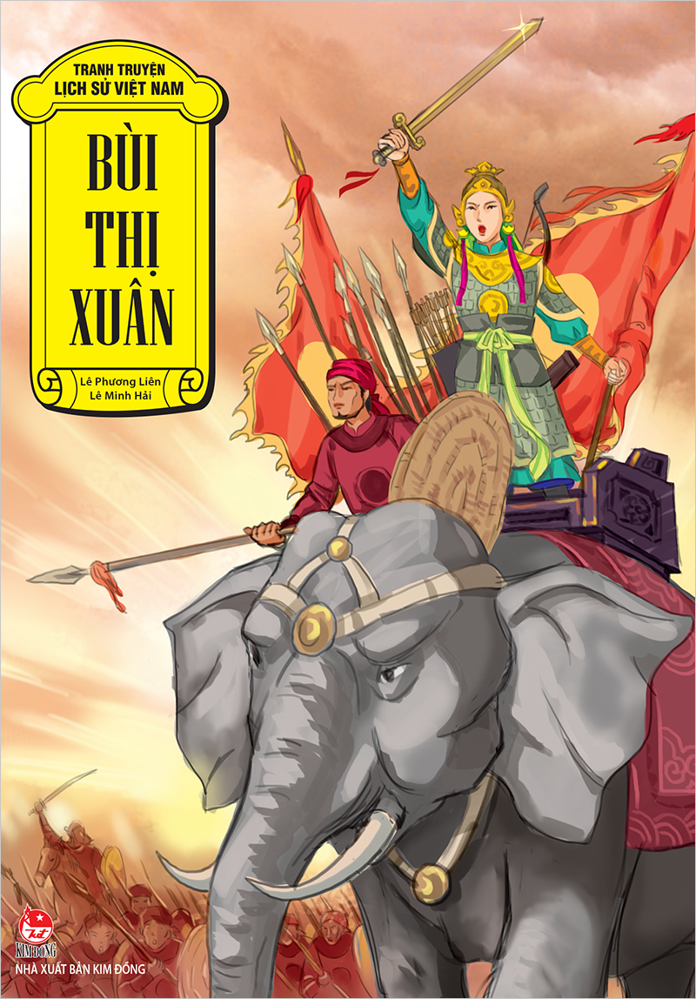 TRANH TRUYỆN
LỊCH SỬ VIỆT NAM
BÙI
THỊ
XUÂN
Lê Phương Liên
Lê Minh Hải
KIM ĐỒNG
NHÀ XUẤT BẢN KIM ĐỒNG